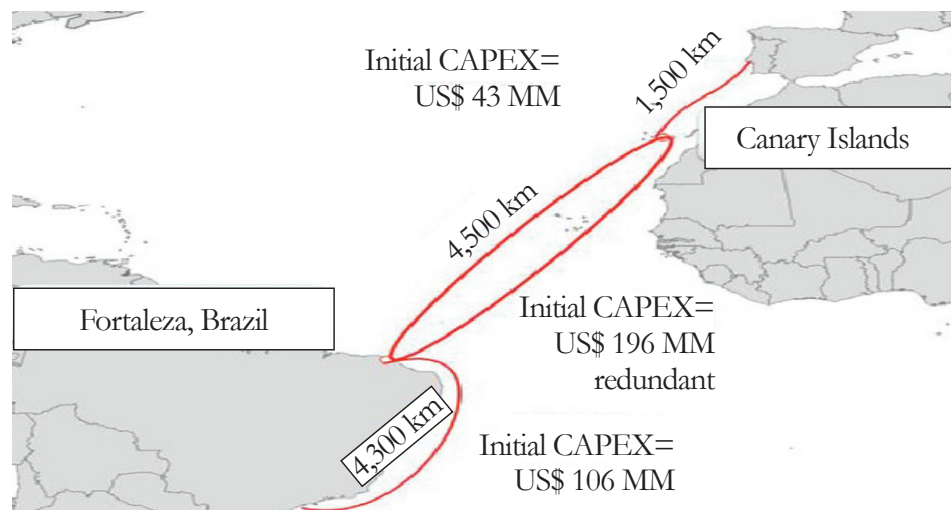 Initial CAPEX=
US$ 43 MM
1,500 km
Canary Islands
4,500 km
Fortaleza, Brazil
Initial CAPEX=
US$ 196 MM
redundant
4,300 km
Initial CAPEX=
US$ 106 MM